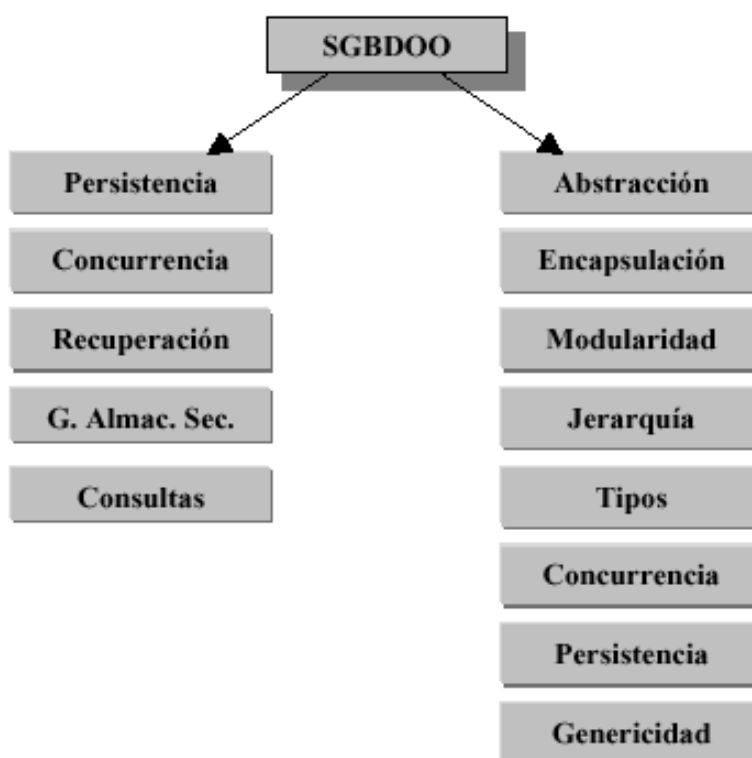 SGBDOO
Persistencia
Concurrencia
Recuperación
G. Almac. Sec.
Consultas
Abstracción
Encapsulación
Modularidad
Jerarquía
Tipos
Concurrencia
Persistencia
Genericidad